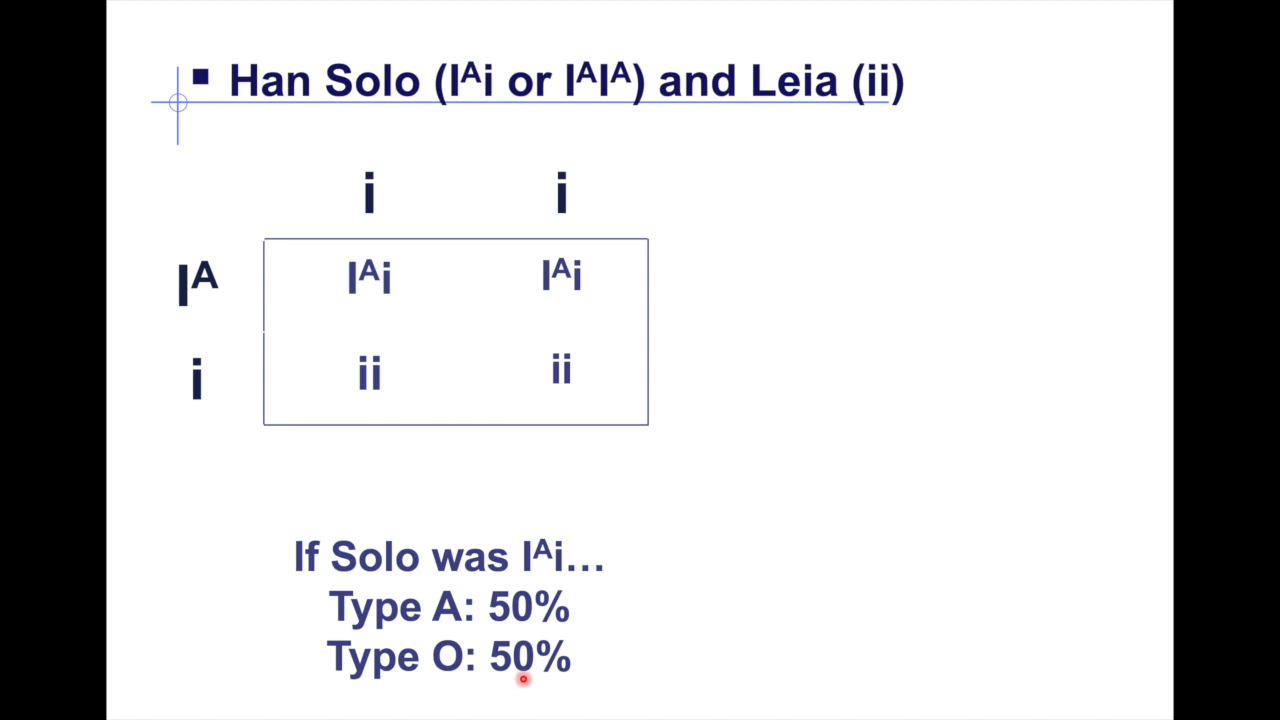 Han Solo (Iᴬi or IᴬIᴬ) and Leia (ii)
i i
Iᴬ Iᴬi Iᴬi
i ii ii
If Solo was Iᴬi…
Type A: 50%
Type O: 50%